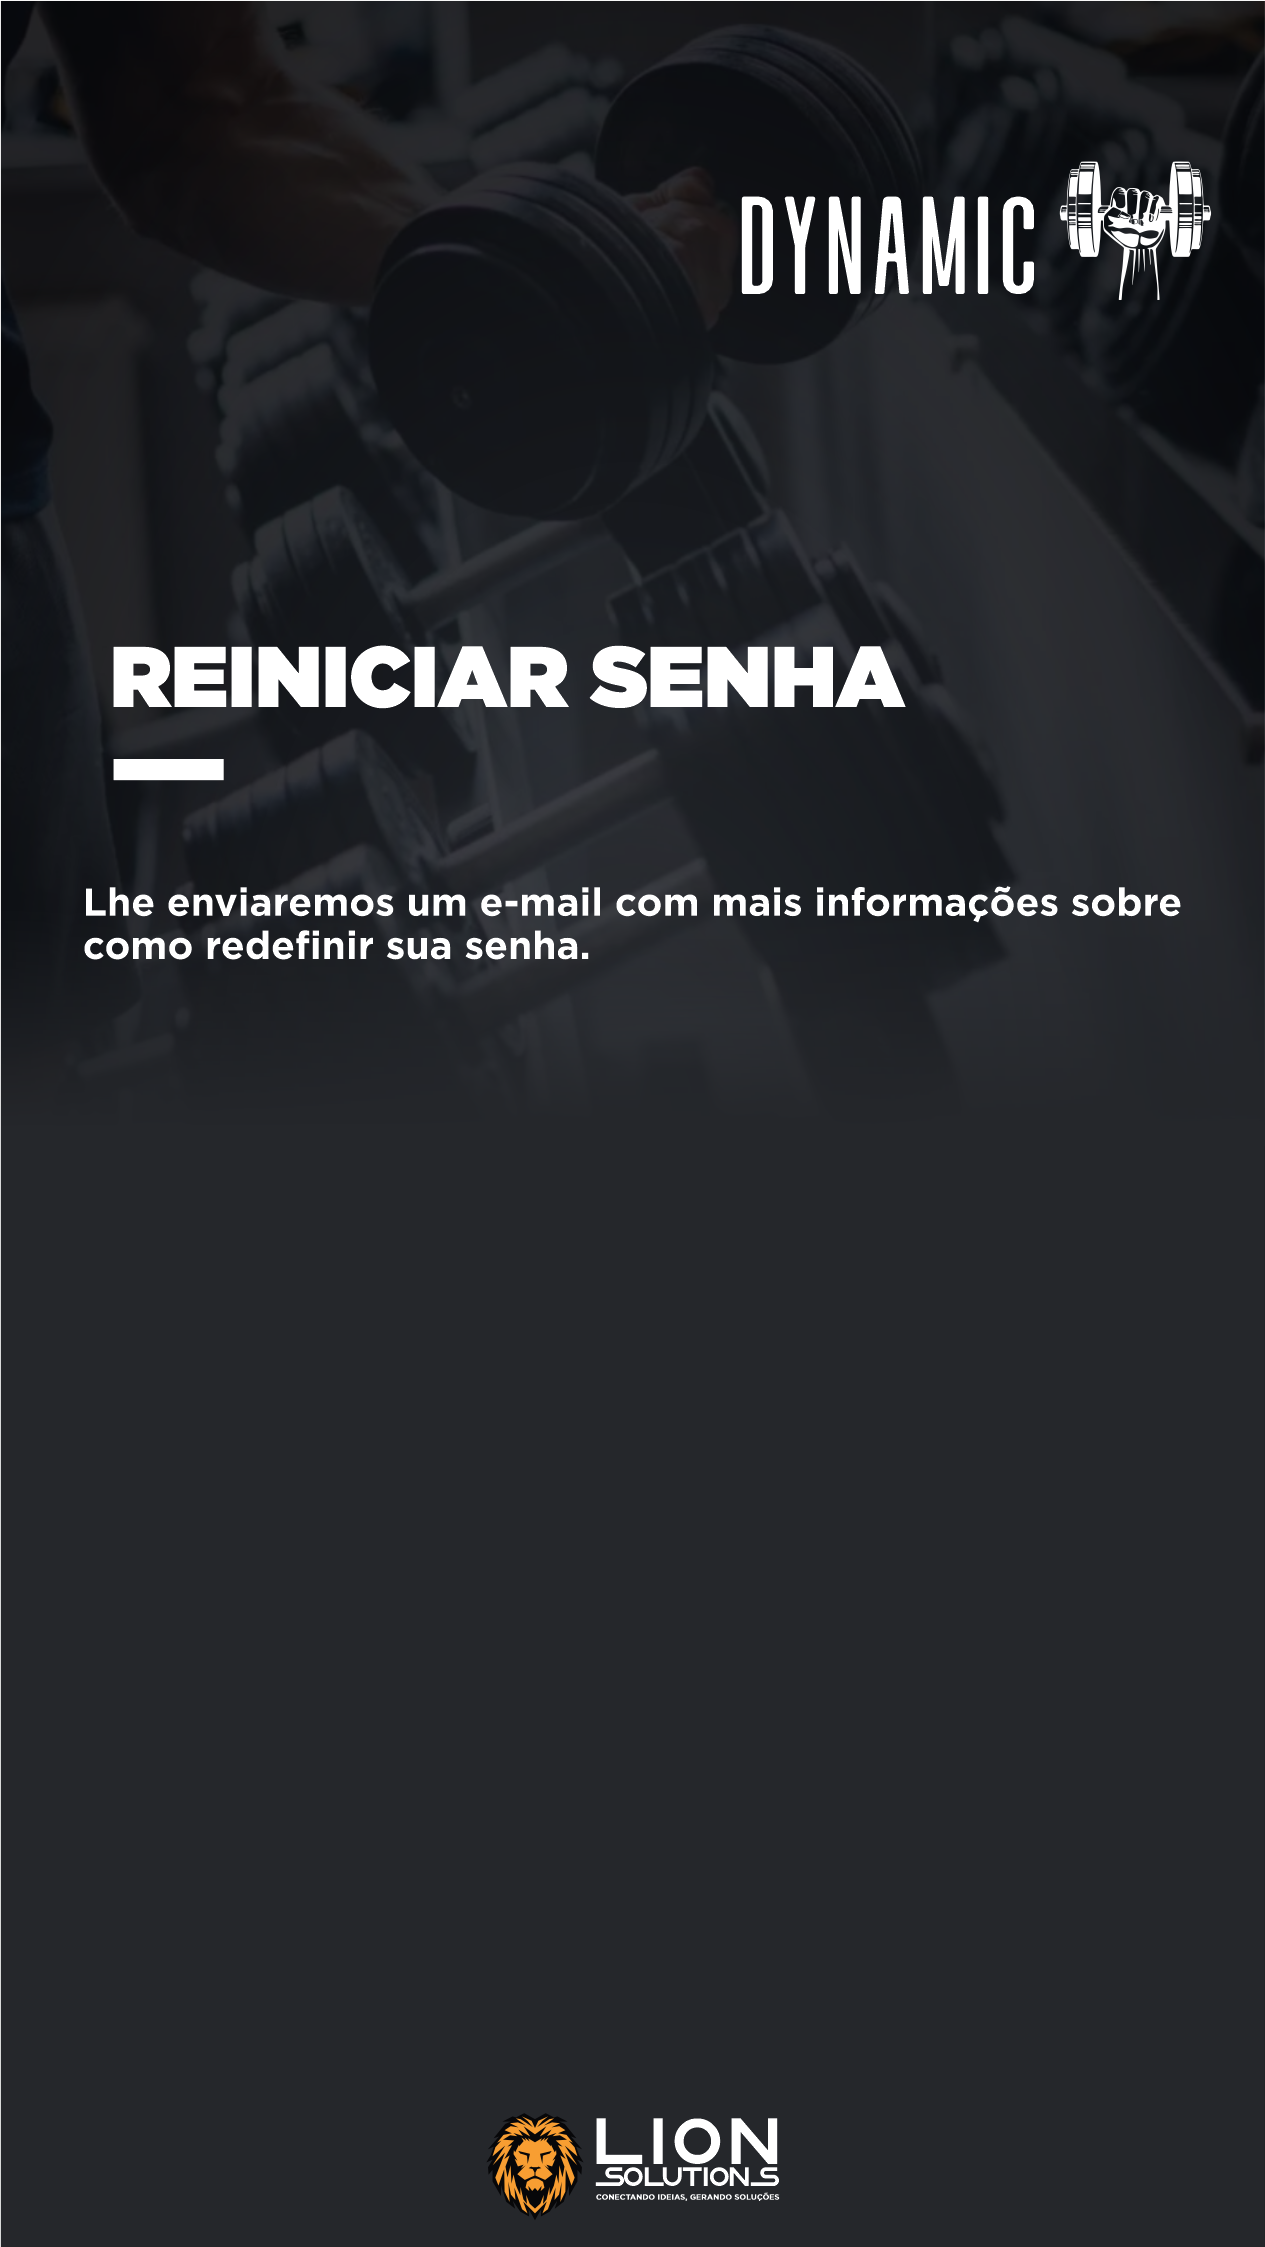 DYNAMIC
REINICIAR SENHA
Lhe enviaremos um e-mail com mais informações sobre
como redefinir sua senha.
LION
SOLUTIONS
CONECTANDO IDEIAS, GERANDO SOLUÇÕES